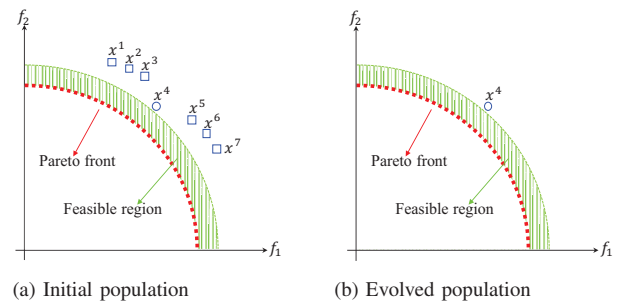 f₂
x¹
x²
x³
x⁴
x⁵
x⁶
x⁷
Pareto front
Feasible region
f₁
(a) Initial population
f₂
x⁴
Pareto front
Feasible region
f₁
(b) Evolved population